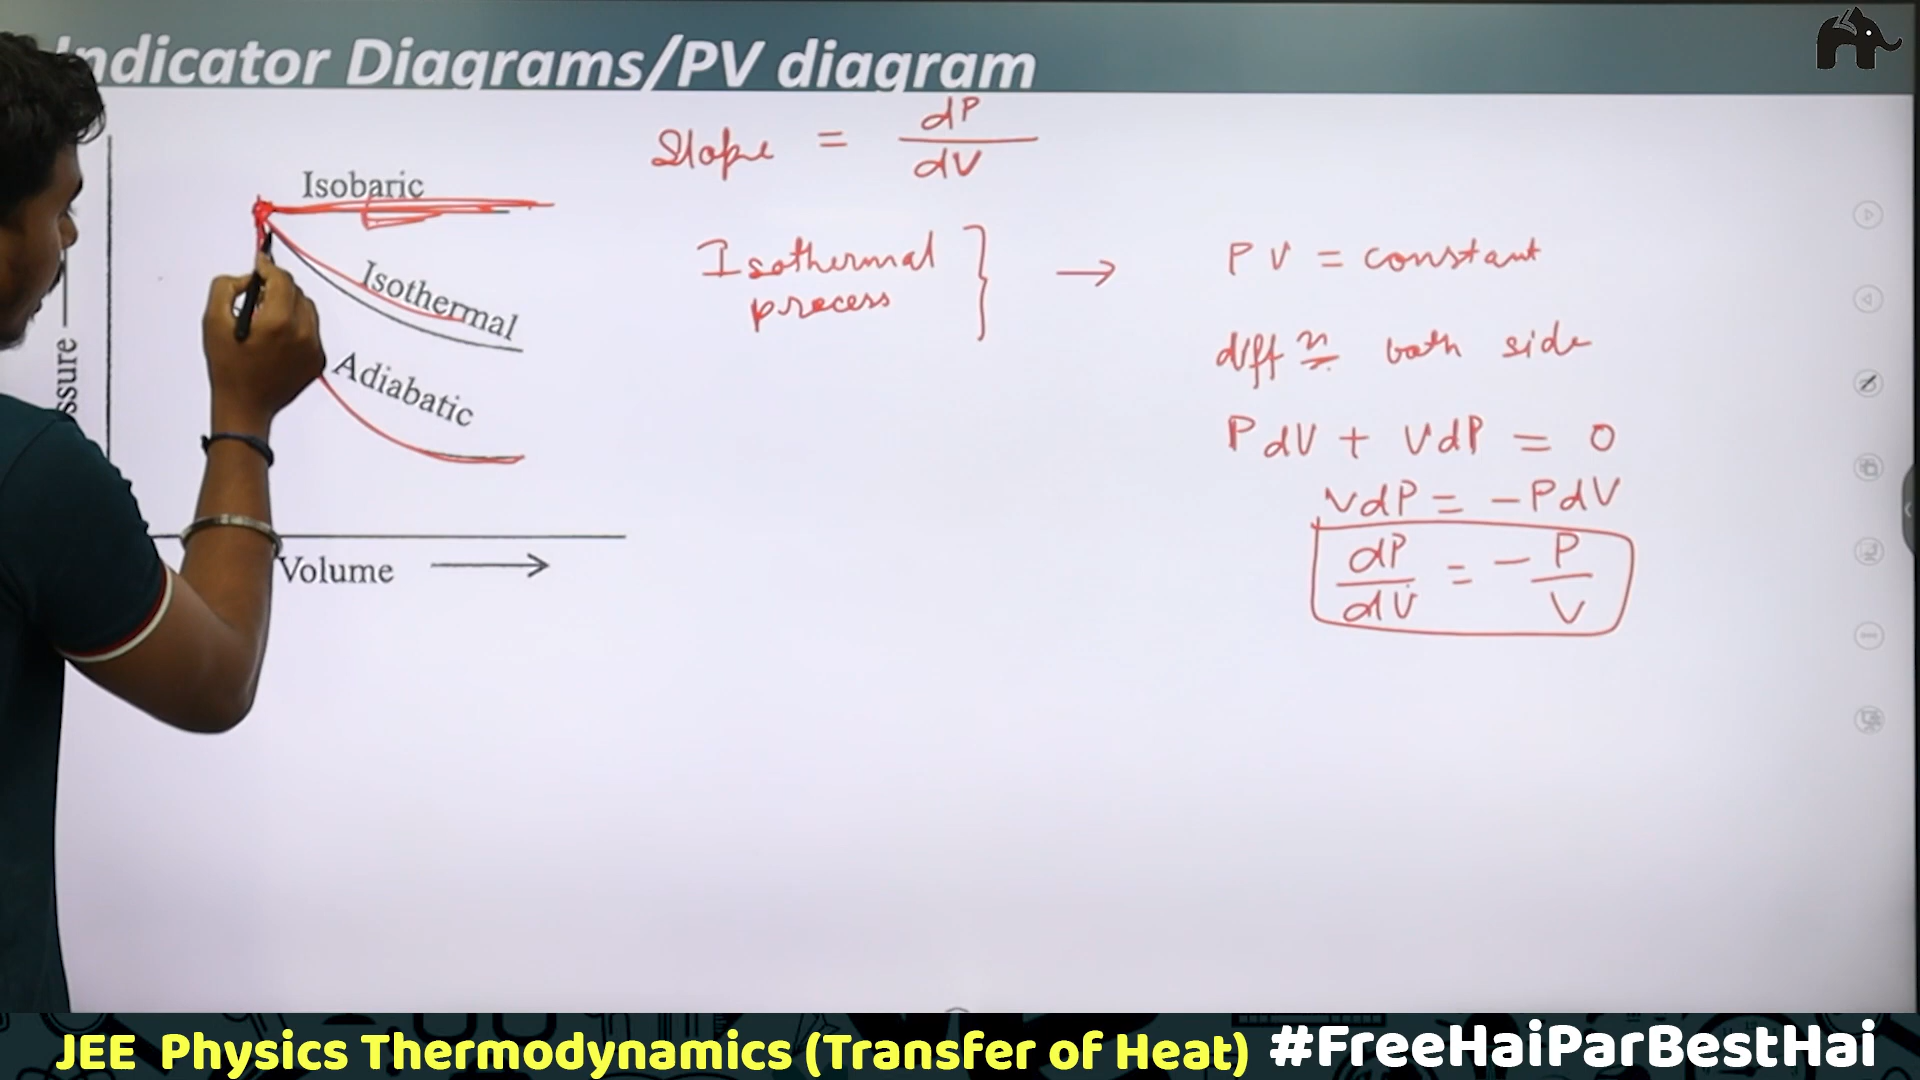 Indicator Diagrams/PV diagram
Slope = dP
dV
Isobaric
Isothermal
Adiabatic
ssure
Volume
Isothermal
process
PV = constant
diffn both side
PdV + VdP = 0
VdP = -PdV
dP/dV = -P/V
JEE Physics Thermodynamics (Transfer of Heat) #FreeHaiParBestHai